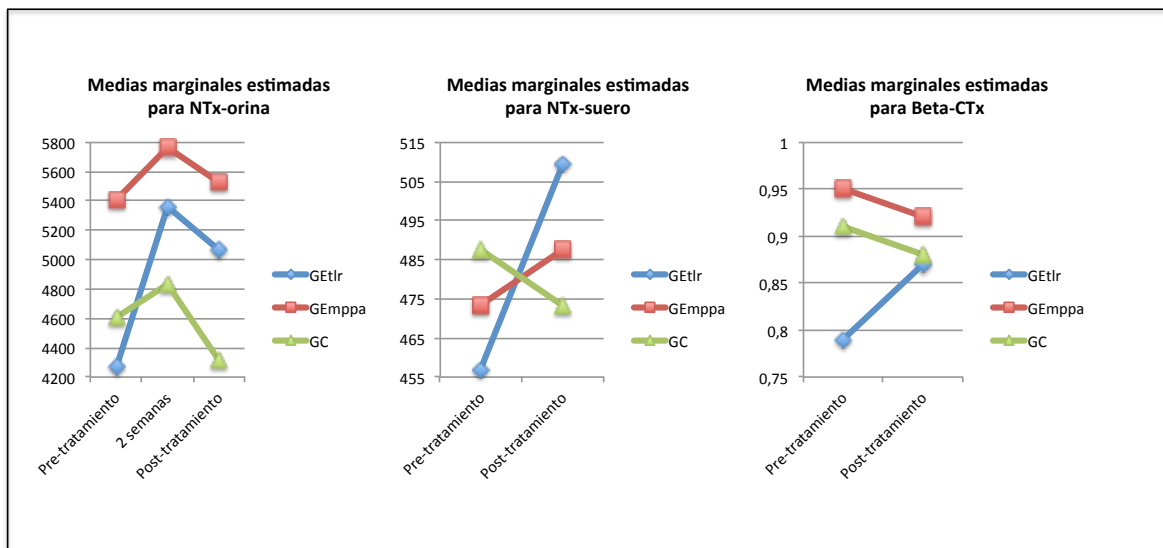 Medias marginales estimadas
para NTx-orina
5800
5600
5400
5200
5000
4800
4600
4400
4200
Pre-tratamiento
2 semanas
Post-tratamiento
GEtlr
GEmppa
GC
Medias marginales estimadas
para NTx-suero
515
505
495
485
475
465
455
Pre-tratamiento
Post-tratamiento
GEtlr
GEmppa
GC
Medias marginales estimadas
para Beta-CTx
1
0,95
0,9
0,85
0,8
0,75
Pre-tratamiento
Post-tratamiento
GEtlr
GEmppa
GC